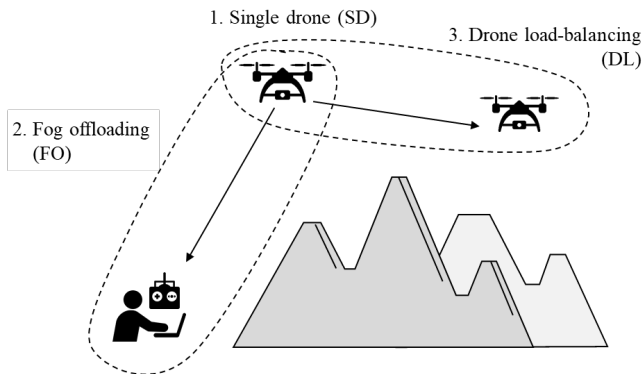 1. Single drone (SD)
3. Drone load-balancing
(DL)
2. Fog offloading
(FO)